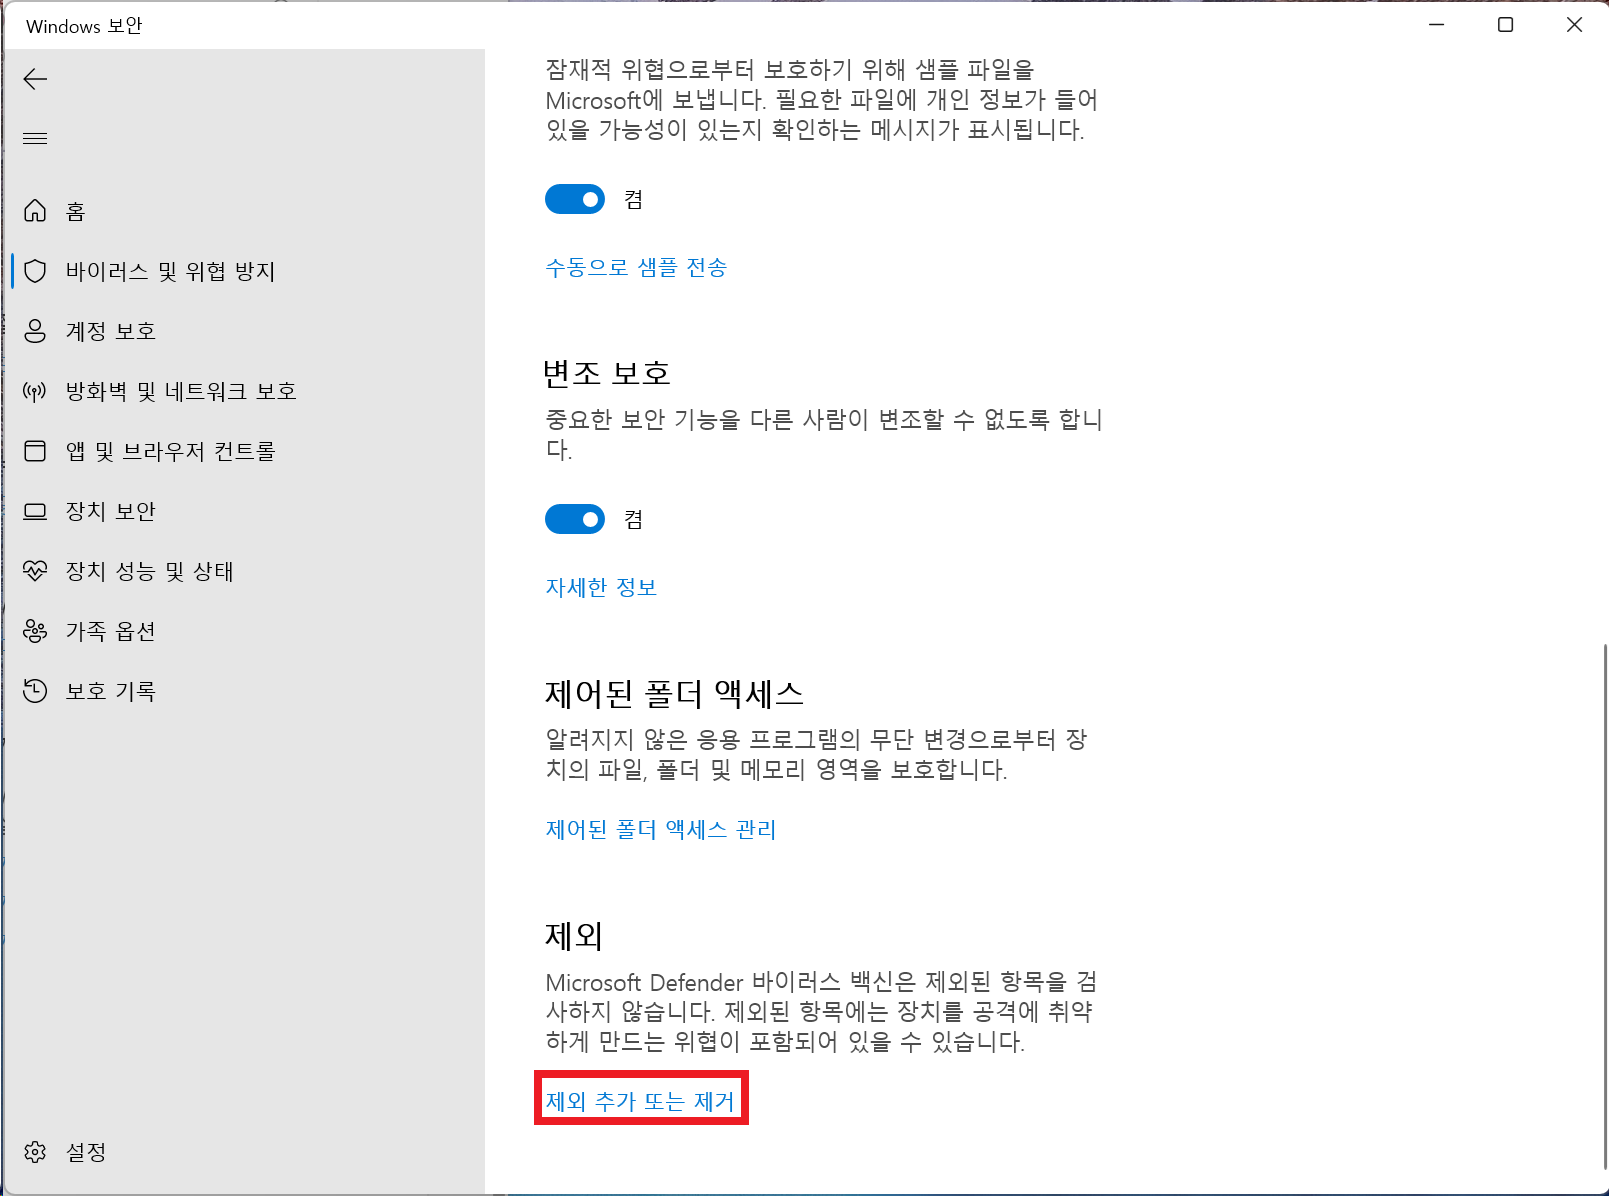 Windows 보안
홈
바이러스 및 위협 방지
계정 보호
방화벽 및 네트워크 보호
앱 및 브라우저 컨트롤
장치 보안
장치 성능 및 상태
가족 옵션
보호 기록
설정
잠재적 위협으로부터 보호하기 위해 샘플 파일을
Microsoft에 보냅니다. 필요한 파일에 개인 정보가 들어
있을 가능성이 있는지 확인하는 메시지가 표시됩니다.
켬
수동으로 샘플 전송
변조 보호
중요한 보안 기능을 다른 사람이 변조할 수 없도록 합니
다.
켬
자세한 정보
제어된 폴더 액세스
알려지지 않은 응용 프로그램의 무단 변경으로부터 장
치의 파일, 폴더 및 메모리 영역을 보호합니다.
제어된 폴더 액세스 관리
제외
Microsoft Defender 바이러스 백신은 제외된 항목을 검
사하지 않습니다. 제외된 항목에는 장치를 공격에 취약
하게 만드는 위협이 포함되어 있을 수 있습니다.
제외 추가 또는 제거